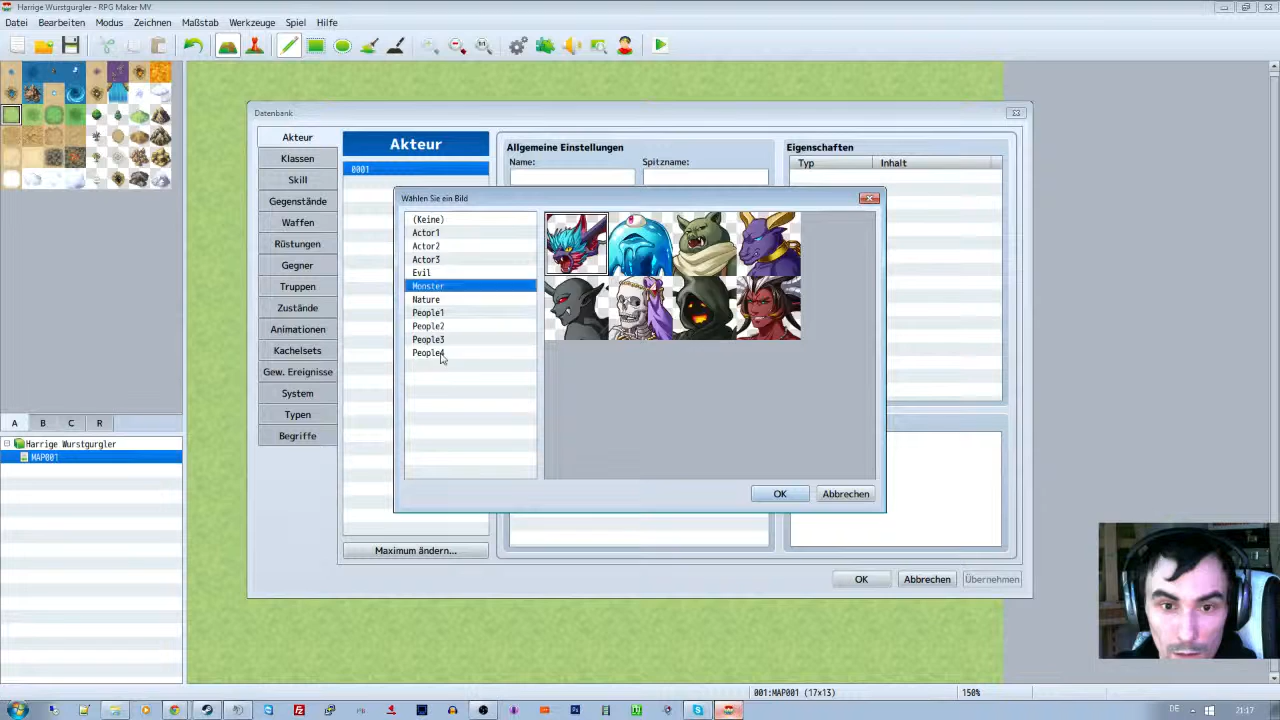 Harrige Wurstgurgler - RPG Maker MV
Datei Bearbeiten Modus Zeichnen Maßstab Werkzeuge Spiel Hilfe
1:1
Datenbank
Akteur
Klassen
Skill
Gegenstände
Waffen
Rüstungen
Gegner
Truppen
Zustände
Animationen
Kachelsets
Gew. Ereignisse
System
Typen
Begriffe
Akteur
0001
Maximum ändern...
Allgemeine Einstellungen
Name: Spitzname:
Eigenschaften
Typ Inhalt
Wählen Sie ein Bild
(Keine)
Actor1
Actor2
Actor3
Evil
Monster
Nature
People1
People2
People3
People4
OK Abbrechen
OK Abbrechen Übernehmen
A B C R
Harrige Wurstgurgler
MAP001
001:MAP001 (17x13) 150%
DE 21:17